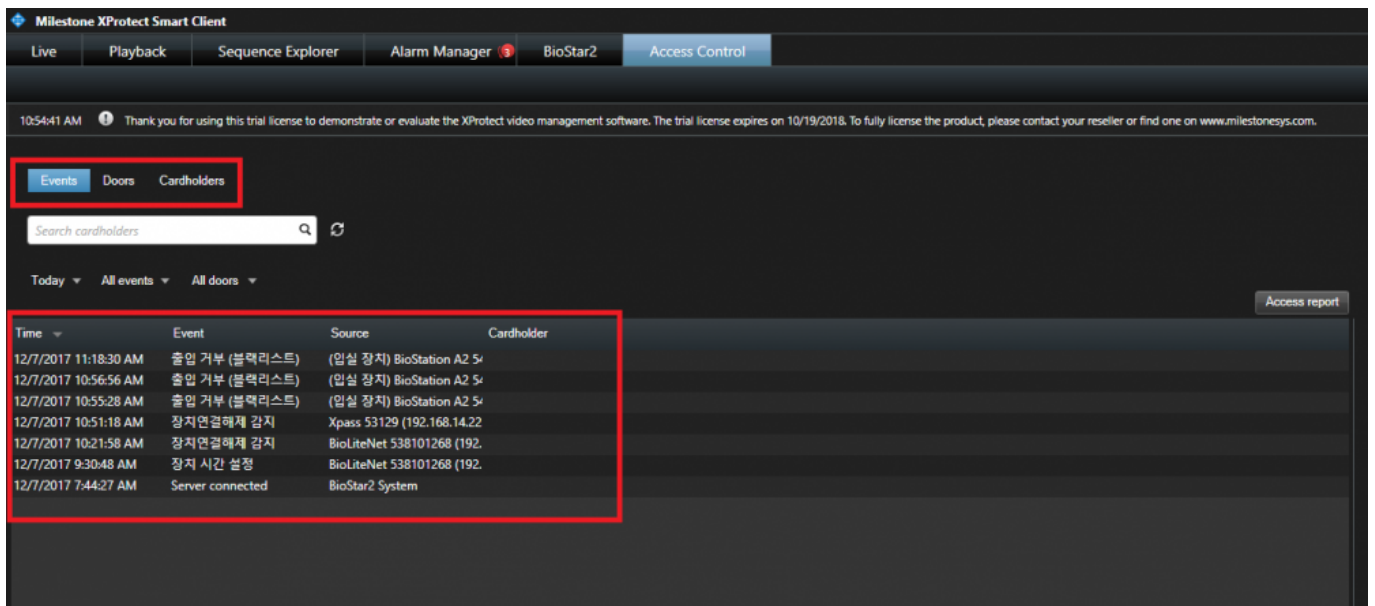 Milestone XProtect Smart Client
Live Playback Sequence Explorer Alarm Manager 3 BioStar2 Access Control
10:54:41 AM Thank you for using this trial license to demonstrate or evaluate the XProtect video management software. The trial license expires on 10/19/2018. To fully license the product, please contact your reseller or find one on www.milestonesys.com.
Events Doors Cardholders
Search cardholders
Today All events All doors
Access report
Time Event Source Cardholder
12/7/2017 11:18:30 AM 출입 거부 (블랙리스트) (입실 장치) BioStation A2 54
12/7/2017 10:56:56 AM 출입 거부 (블랙리스트) (입실 장치) BioStation A2 54
12/7/2017 10:55:28 AM 출입 거부 (블랙리스트) (입실 장치) BioStation A2 54
12/7/2017 10:51:18 AM 장치연결해제 감지 Xpass 53129 (192.168.14.22
12/7/2017 10:21:58 AM 장치연결해제 감지 BioLiteNet 538101268 (192.
12/7/2017 9:30:48 AM 장치 시간 설정 BioLiteNet 538101268 (192.
12/7/2017 7:44:27 AM Server connected BioStar2 System